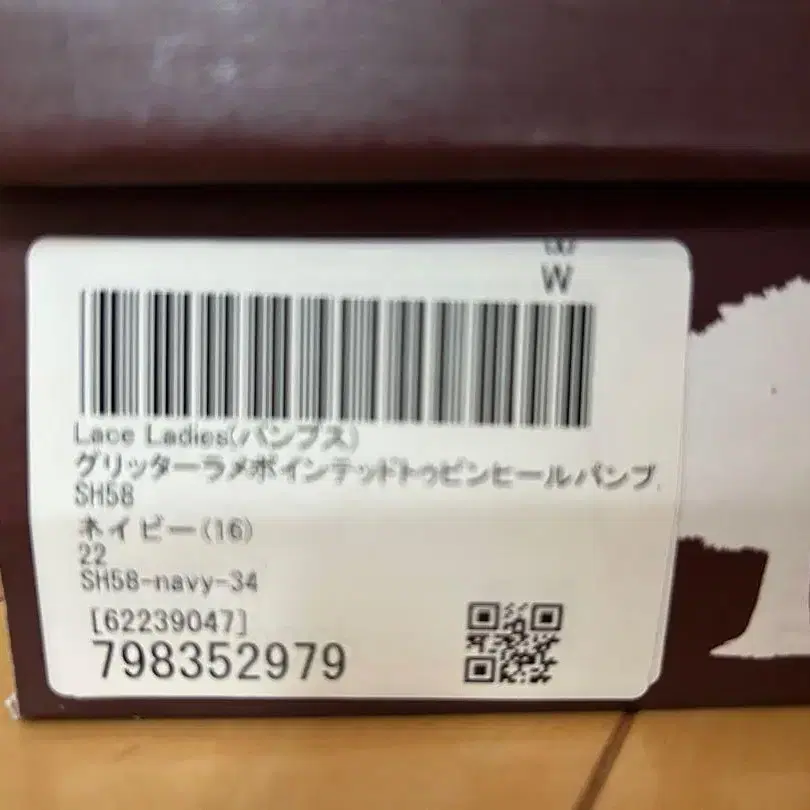 W
Lace Ladies(パンプス)
グリッターラメポインテッドトゥピンヒールパンプ
SH58
ネイビー(16)
22
SH58-navy-34
[62239047]
798352979